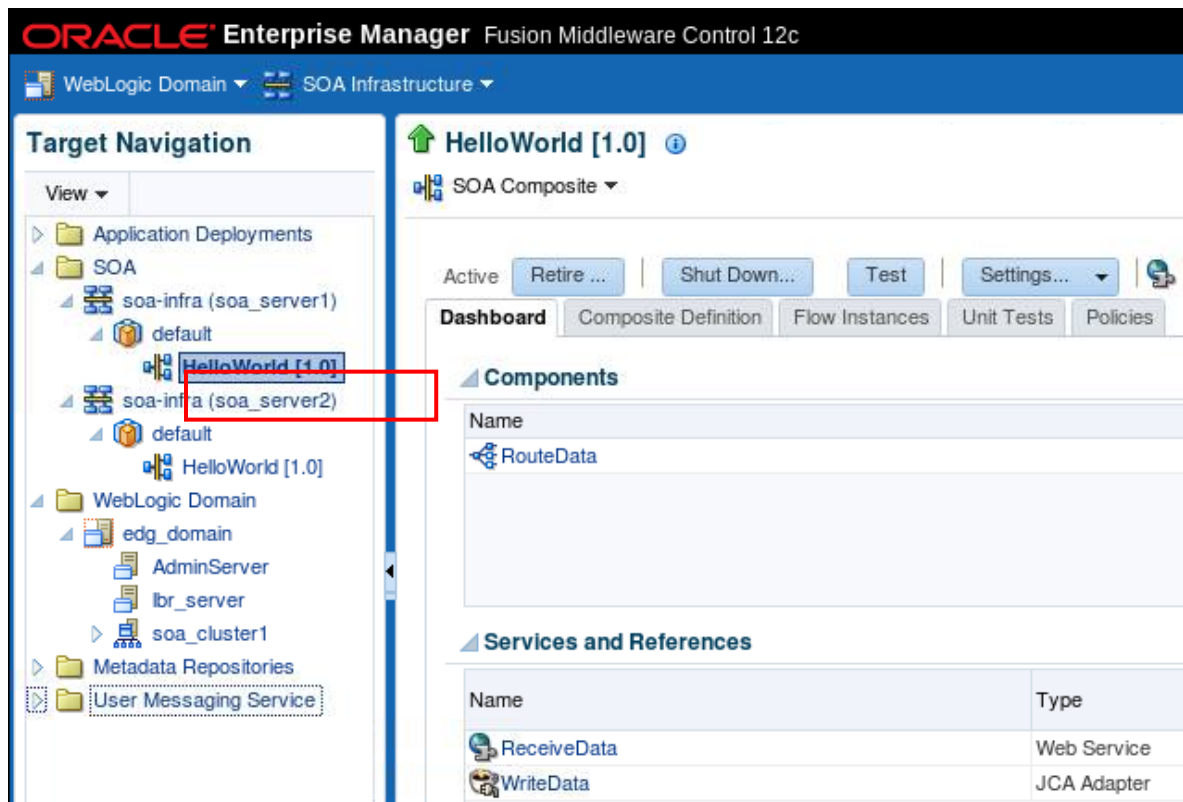 ORACLE Enterprise Manager Fusion Middleware Control 12c
WebLogic Domain SOA Infrastructure
Target Navigation
View
Application Deployments
SOA
soa-infra (soa_server1)
default
HelloWorld [1.0]
soa-infra (soa_server2)
default
HelloWorld [1.0]
WebLogic Domain
edg_domain
AdminServer
lbr_server
soa_cluster1
Metadata Repositories
User Messaging Service
HelloWorld [1.0]
SOA Composite
Active Retire ... Shut Down... Test Settings...
Dashboard Composite Definition Flow Instances Unit Tests Policies
Components
Name
RouteData
Services and References
Name Type
ReceiveData Web Service
WriteData JCA Adapter